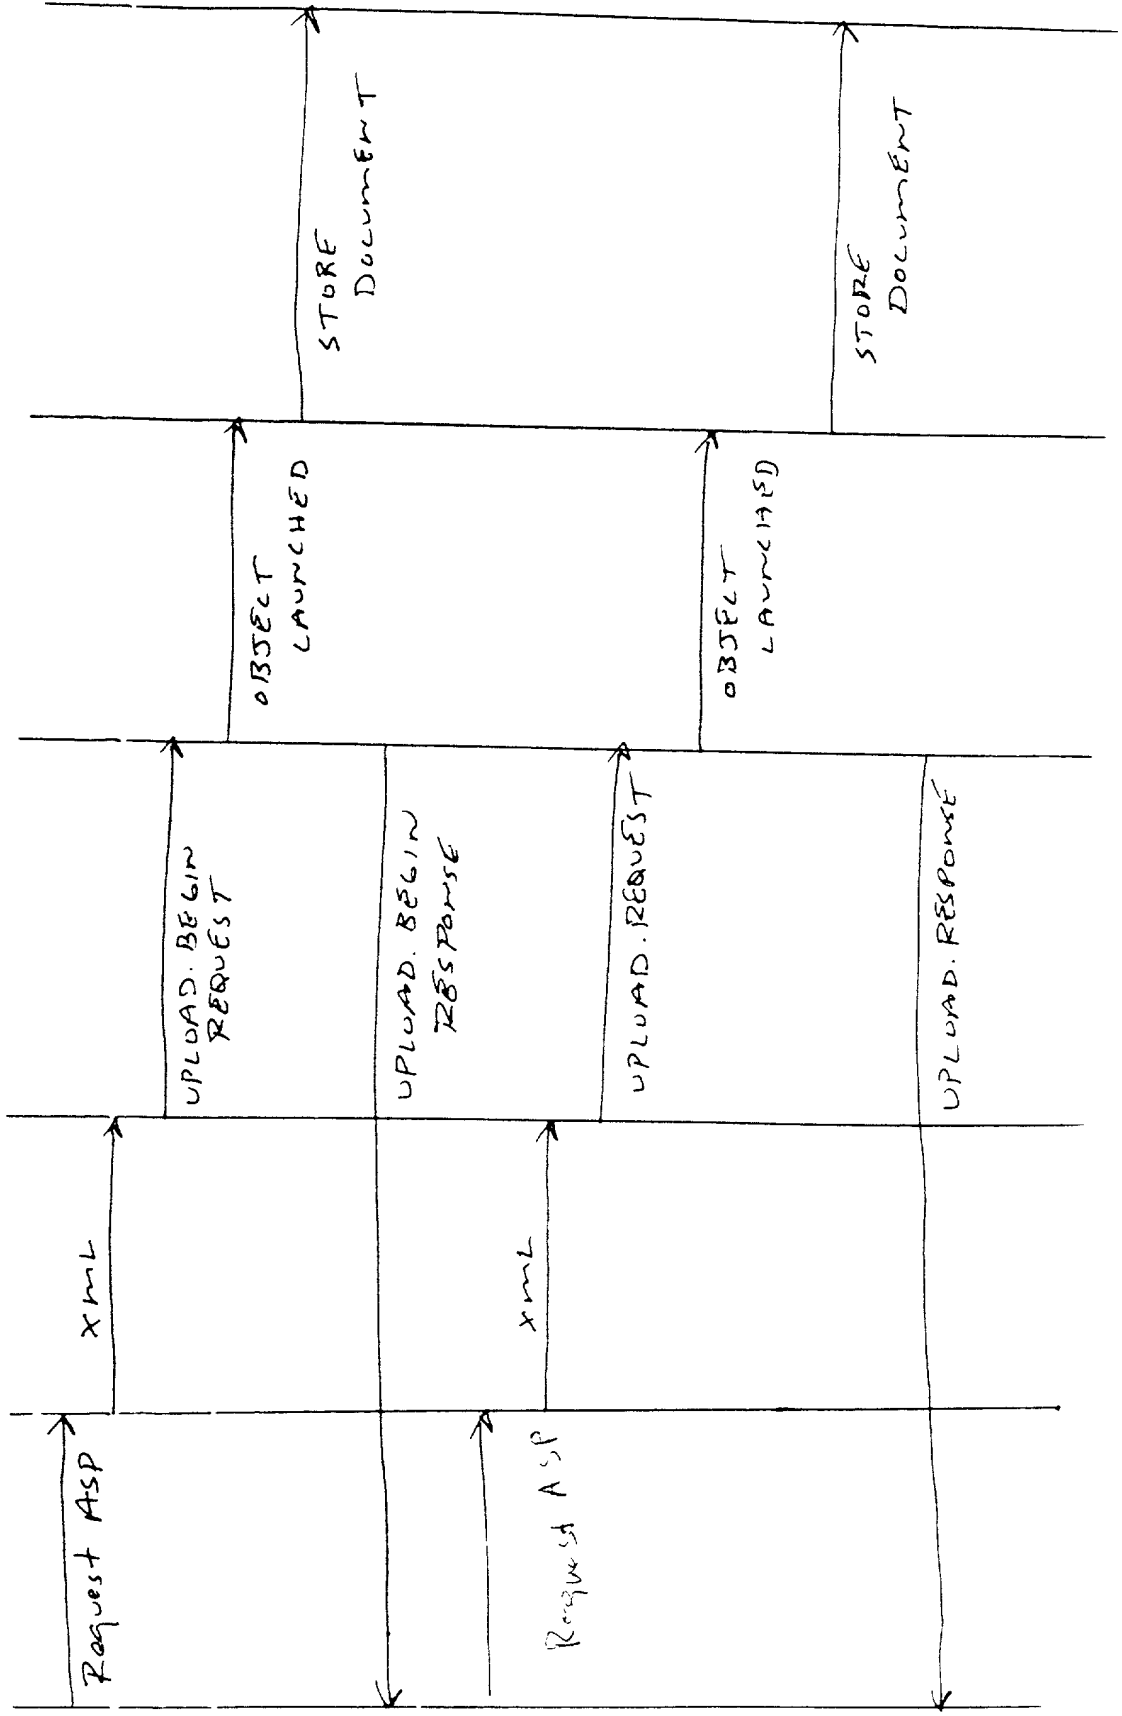 Request ASP
XML
UPLOAD.BEGIN
REQUEST
OBJECT
LAUNCHED
STORE
DOCUMENT
UPLOAD.BEGIN
RESPONSE
Request ASP
XML
UPLOAD.REQUEST
OBJECT
LAUNCHED
STORE
DOCUMENT
UPLOAD.RESPONSE